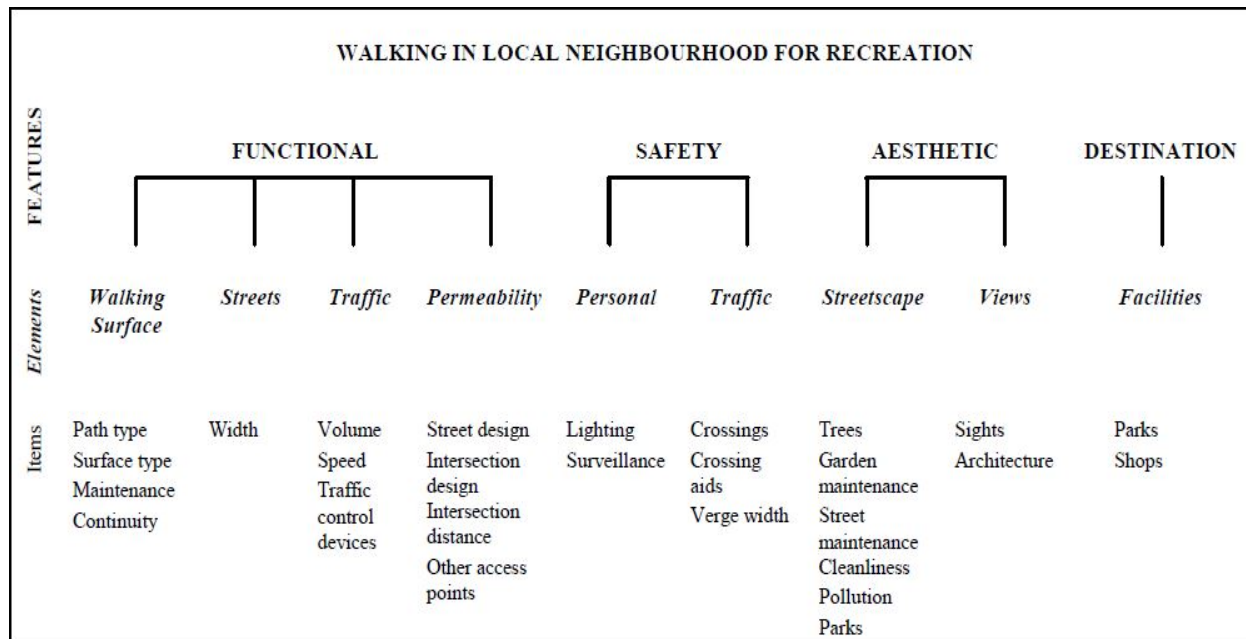 WALKING IN LOCAL NEIGHBOURHOOD FOR RECREATION
FEATURES
FUNCTIONAL
SAFETY
AESTHETIC
DESTINATION
Elements
Walking
Surface
Streets
Traffic
Permeability
Personal
Traffic
Streetscape
Views
Facilities
Items
Path type
Surface type
Maintenance
Continuity
Width
Volume
Speed
Traffic
control
devices
Street design
Intersection
design
Intersection
distance
Other access
points
Lighting
Surveillance
Crossings
Crossing
aids
Verge width
Trees
Garden
maintenance
Street
maintenance
Cleanliness
Pollution
Parks
Sights
Architecture
Parks
Shops